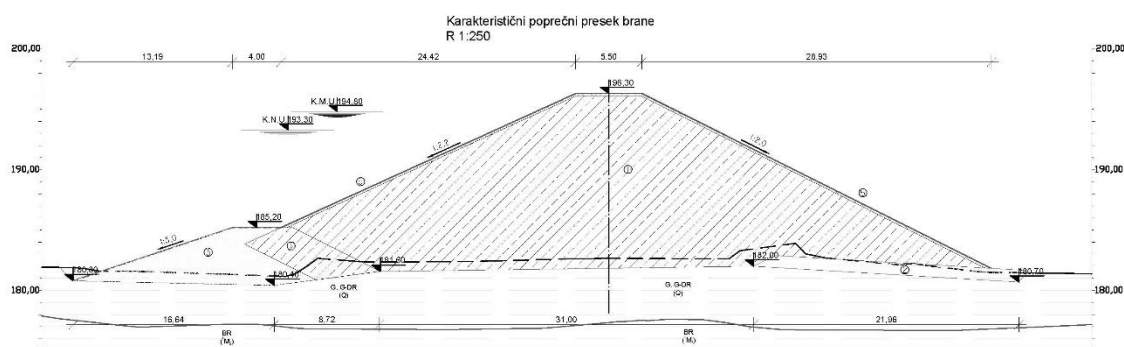 Karakteristični poprečni presek brane
R 1:250
200,00
200,00
13.19
4.00
24.42
5.50
28.93
196,30
K.M.U. 194.80
K.N.U. 193.30
1:2.2
1:2.0
190,00
190,00
185,20
1:3.0
181,60
182,00
180,40
180,70
180,00
180,00
G, G-DR
(Q)
G, G-DR
(Q)
16.64
8.72
31.00
21.96
BR
BR